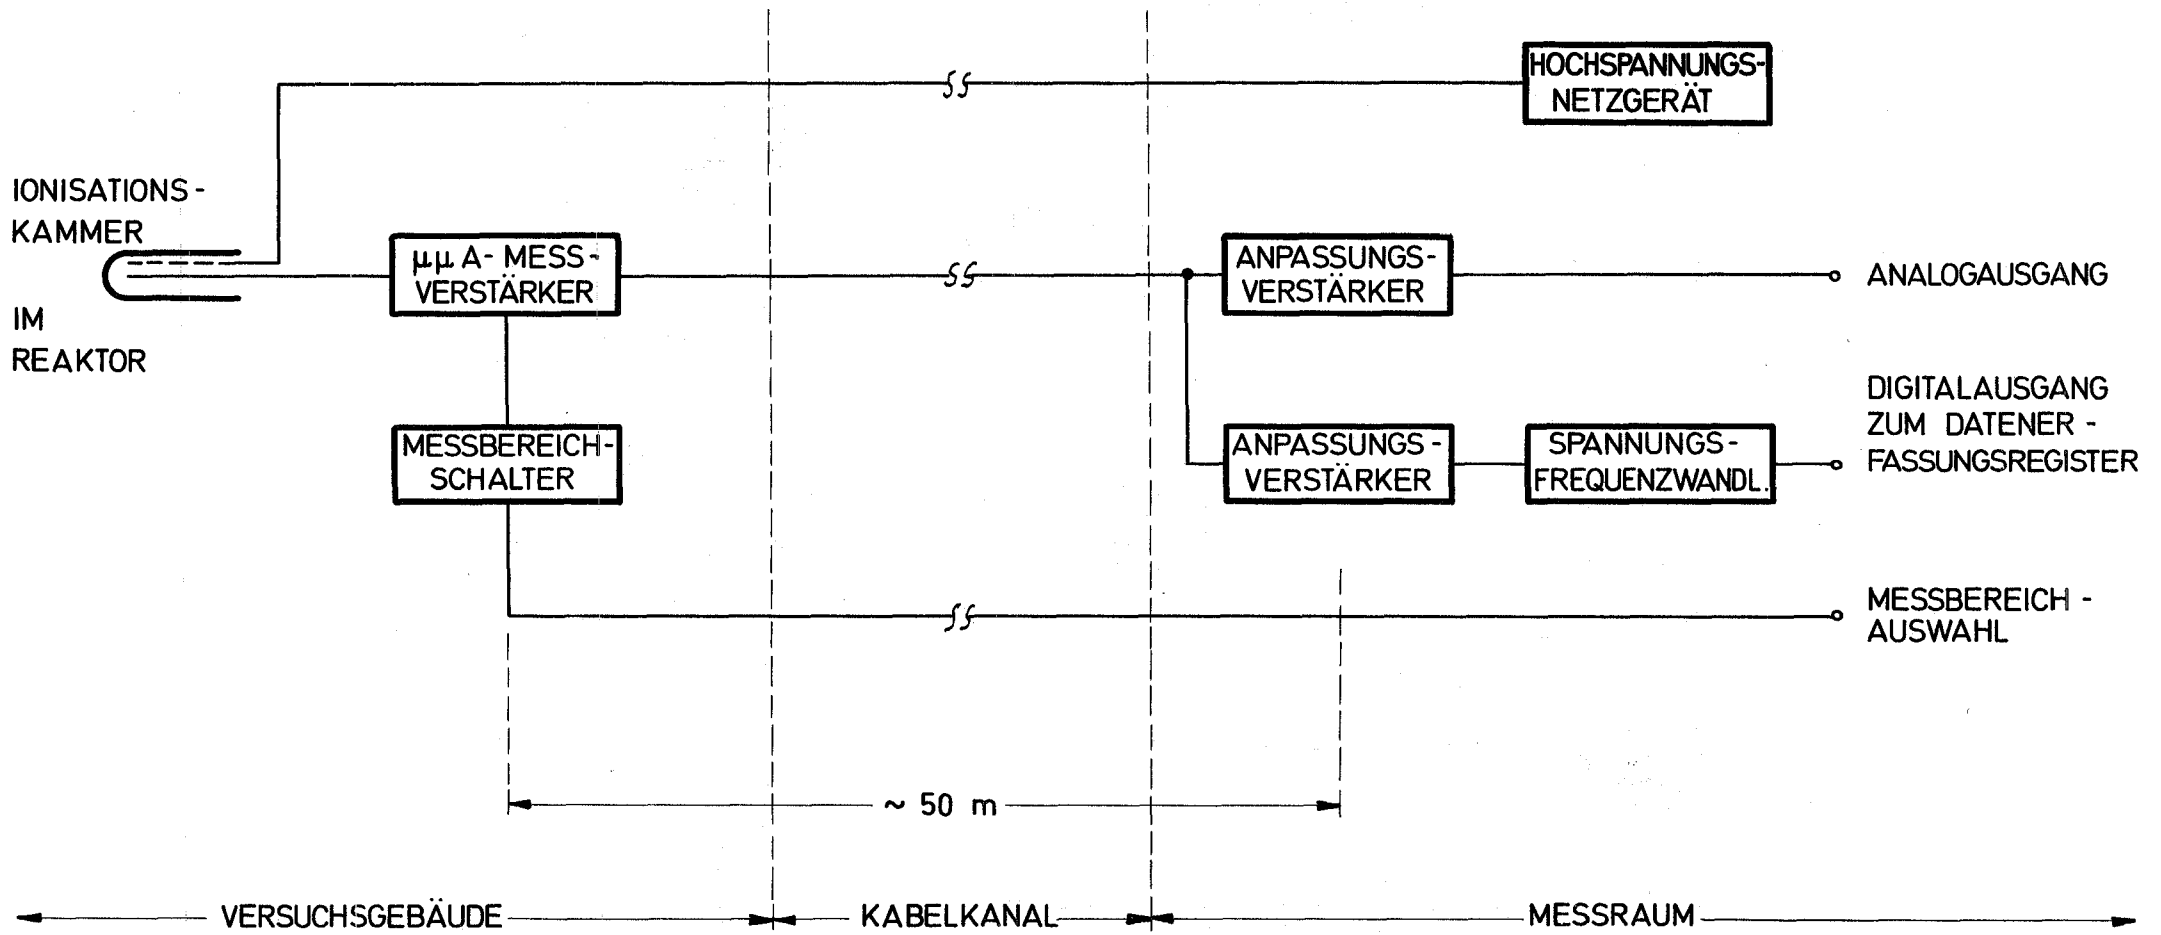 HOCHSPANNUNGS-
NETZGERÄT
IONISATIONS-
KAMMER
IM
REAKTOR
µµA-MESS-
VERSTÄRKER
ANPASSUNGS-
VERSTÄRKER
ANALOGAUSGANG
MESSBEREICH-
SCHALTER
ANPASSUNGS-
VERSTÄRKER
SPANNUNGS-
FREQUENZWANDL.
DIGITALAUSGANG
ZUM DATENER-
FASSUNGSREGISTER
MESSBEREICH-
AUSWAHL
~ 50 m
VERSUCHSGEBÄUDE
KABELKANAL
MESSRAUM